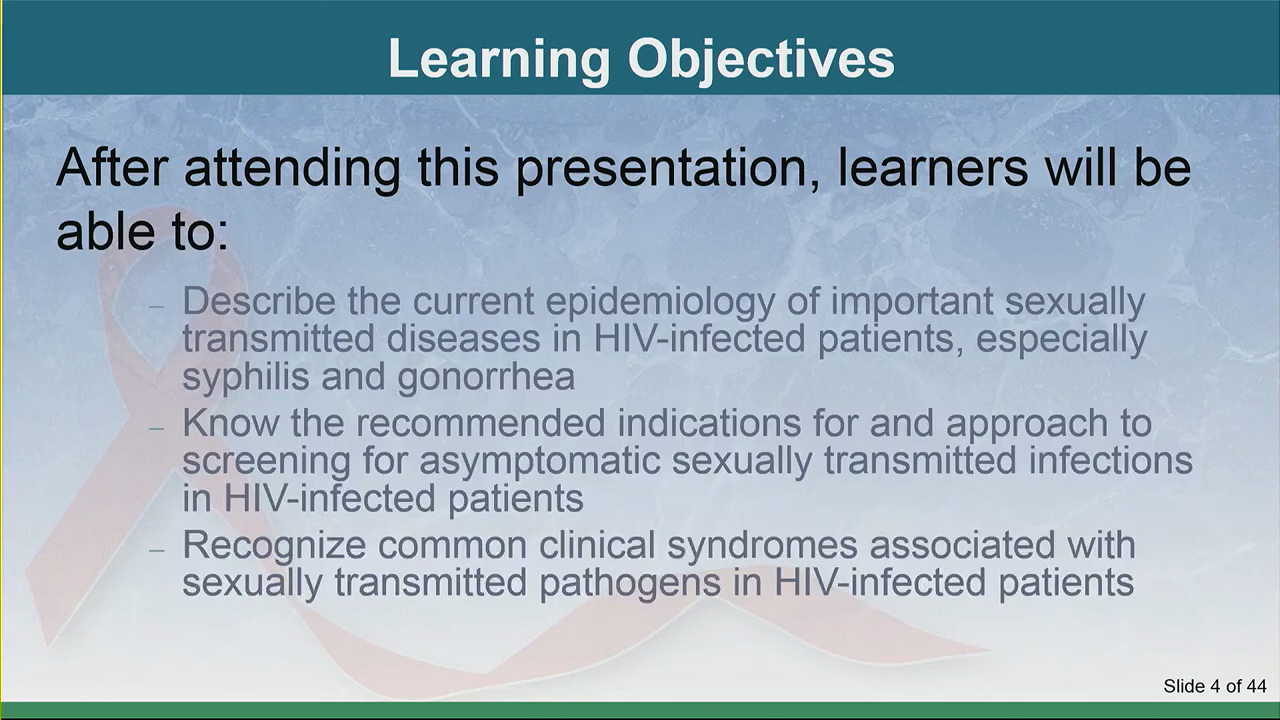 Learning Objectives
After attending this presentation, learners will be
able to:
– Describe the current epidemiology of important sexually
transmitted diseases in HIV-infected patients, especially
syphilis and gonorrhea
– Know the recommended indications for and approach to
screening for asymptomatic sexually transmitted infections
in HIV-infected patients
– Recognize common clinical syndromes associated with
sexually transmitted pathogens in HIV-infected patients
Slide 4 of 44